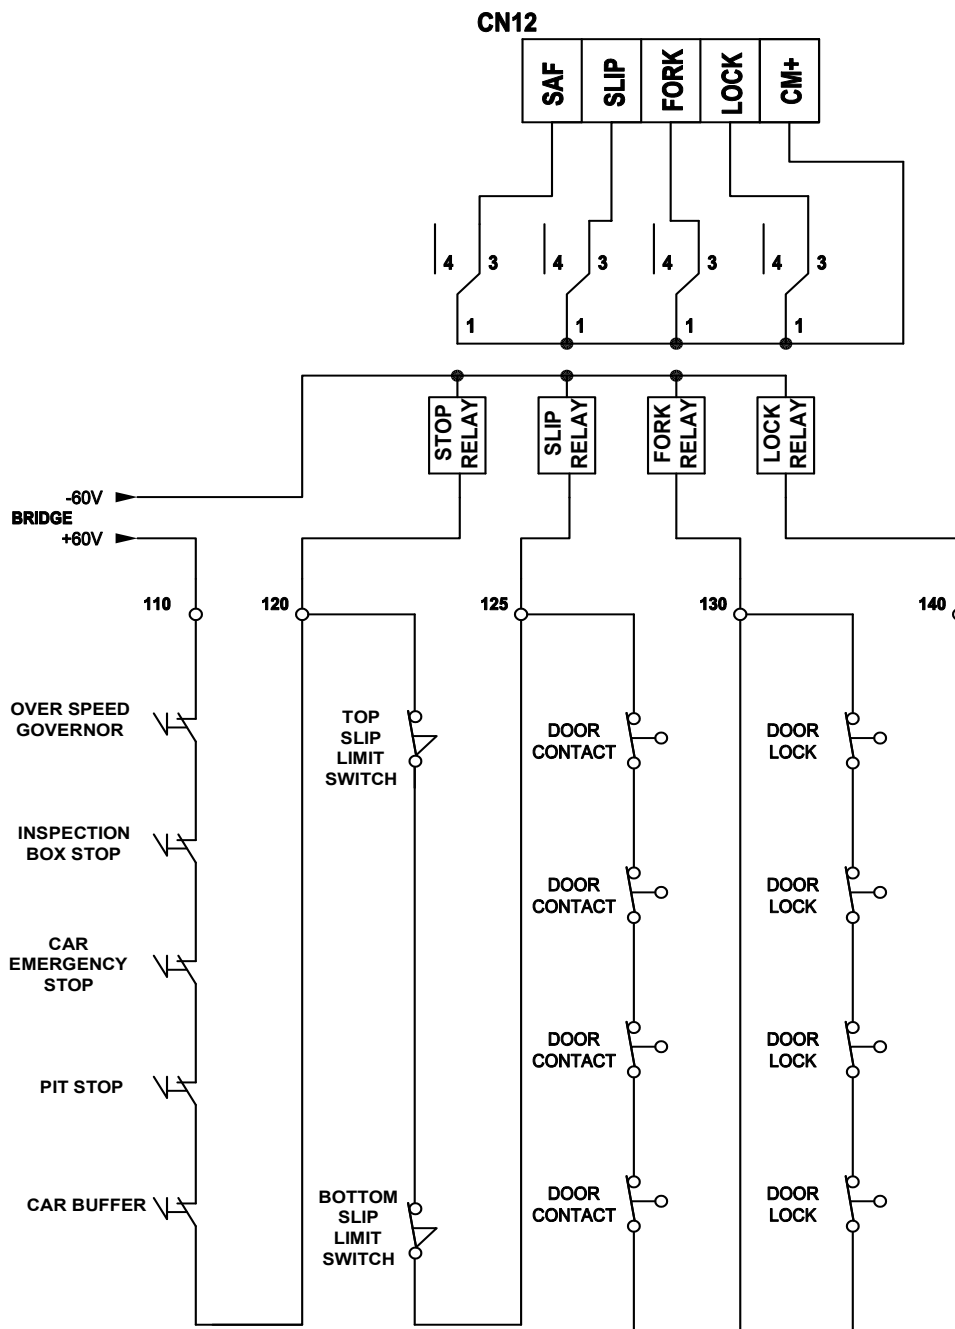 CN12
SAF
SLIP
FORK
LOCK
CM+
4 3
4 3
4 3
4 3
1
1
1
1
STOP
RELAY
SLIP
RELAY
FORK
RELAY
LOCK
RELAY
-60V
BRIDGE
+60V
110
120
125
130
140
OVER SPEED
GOVERNOR
INSPECTION
BOX STOP
CAR
EMERGENCY
STOP
PIT STOP
CAR BUFFER
TOP
SLIP
LIMIT
SWITCH
BOTTOM
SLIP
LIMIT
SWITCH
DOOR
CONTACT
DOOR
CONTACT
DOOR
CONTACT
DOOR
CONTACT
DOOR
LOCK
DOOR
LOCK
DOOR
LOCK
DOOR
LOCK